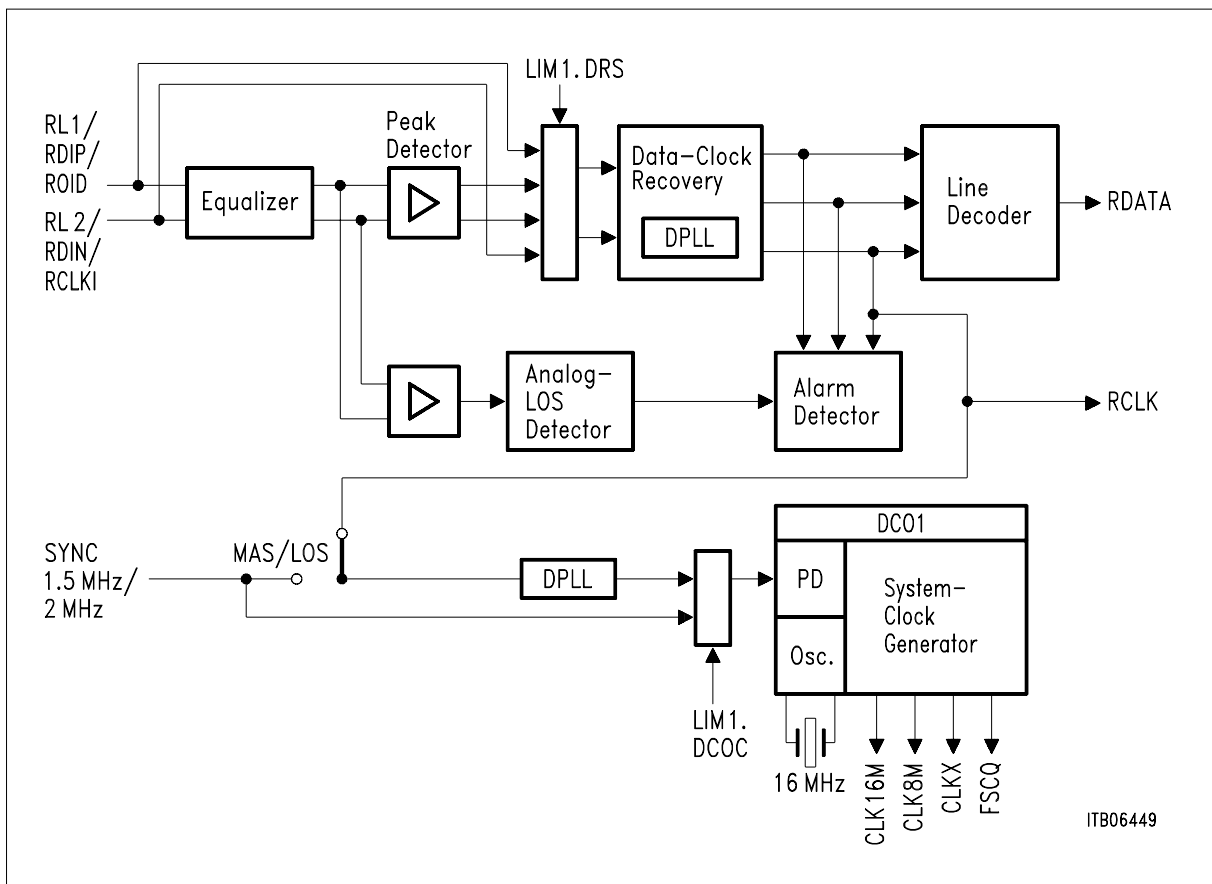 LIM1. DRS
RL1/
RDIP/
ROID
RL2/
RDIN/
RCLKI
Equalizer
Peak
Detector
Data-Clock
Recovery
DPLL
Line
Decoder
RDATA
Analog-
LOS
Detector
Alarm
Detector
RCLK
SYNC
1.5 MHz/
2 MHz
MAS/LOS
DPLL
LIM1.
DCOC
DCO1
PD
Osc.
System-
Clock
Generator
16 MHz
CLK16M
CLK8M
CLKX
FSCQ
ITB06449